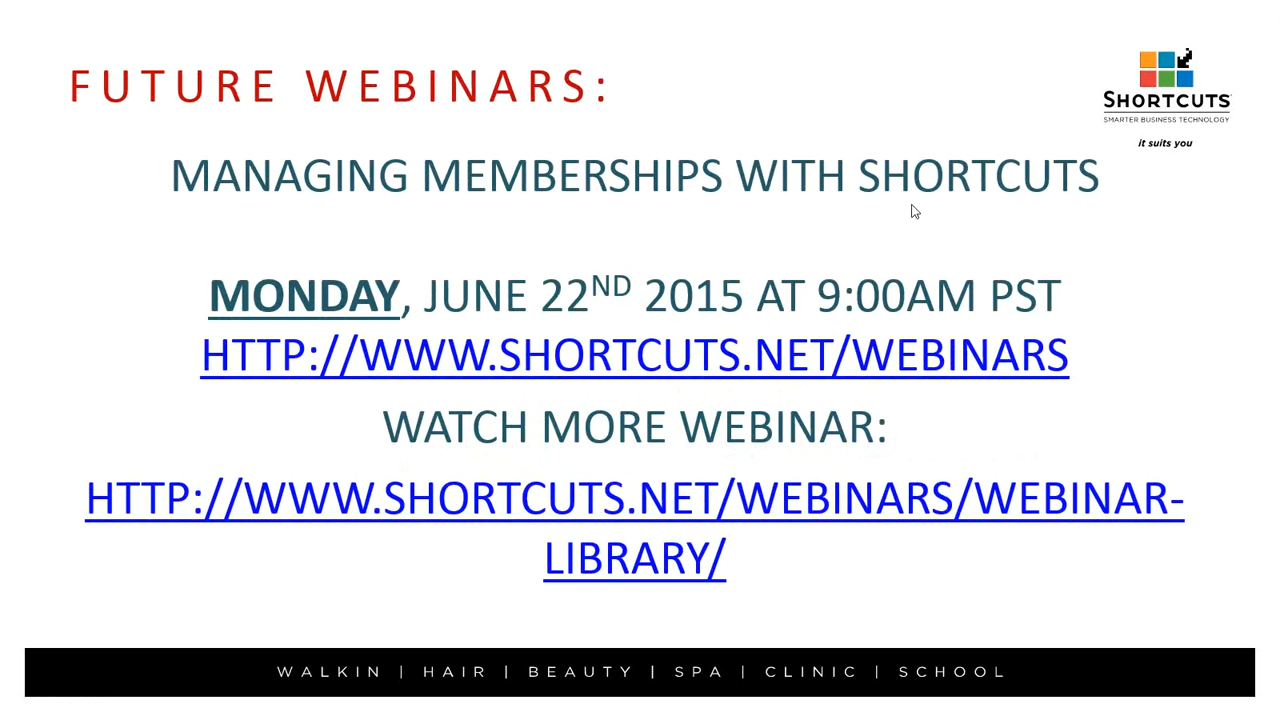 FUTURE WEBINARS:
SHORTCUTS
SMARTER BUSINESS TECHNOLOGY
it suits you
MANAGING MEMBERSHIPS WITH SHORTCUTS
MONDAY, JUNE 22ND 2015 AT 9:00AM PST
HTTP://WWW.SHORTCUTS.NET/WEBINARS
WATCH MORE WEBINAR:
HTTP://WWW.SHORTCUTS.NET/WEBINARS/WEBINAR-
LIBRARY/
WALKIN | HAIR | BEAUTY | SPA | CLINIC | SCHOOL